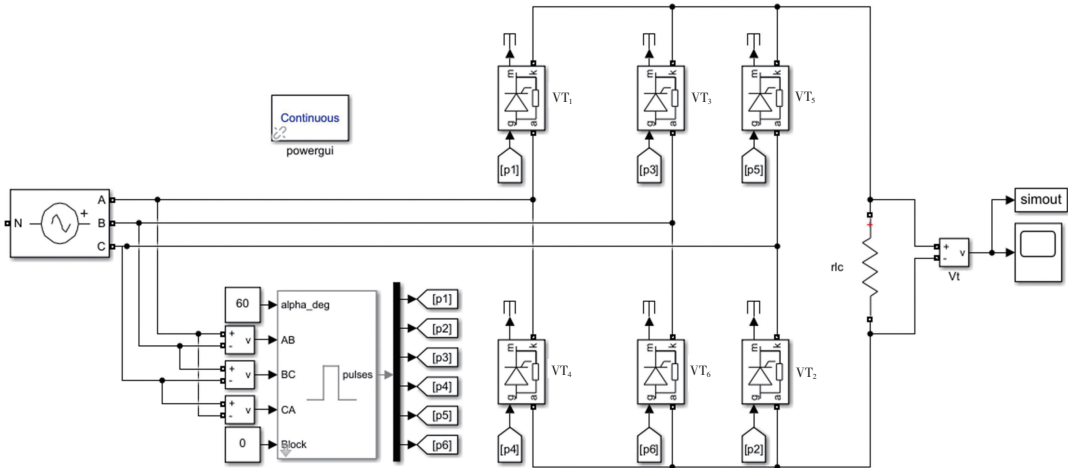 m
k
g
a
VT₁
[p1]
m
k
g
a
VT₃
[p3]
m
k
g
a
VT₅
[p5]
Continuous
powergui
N
+
A
B
C
simout
+
rlc
+
-
v
Vt
60
alpha_deg
+
-
v
AB
+
-
v
BC
+
-
v
CA
0
Block
pulses
[p1]
[p2]
[p3]
[p4]
[p5]
[p6]
m
k
g
a
VT₄
[p4]
m
k
g
a
VT₆
[p6]
m
k
g
a
VT₂
[p2]